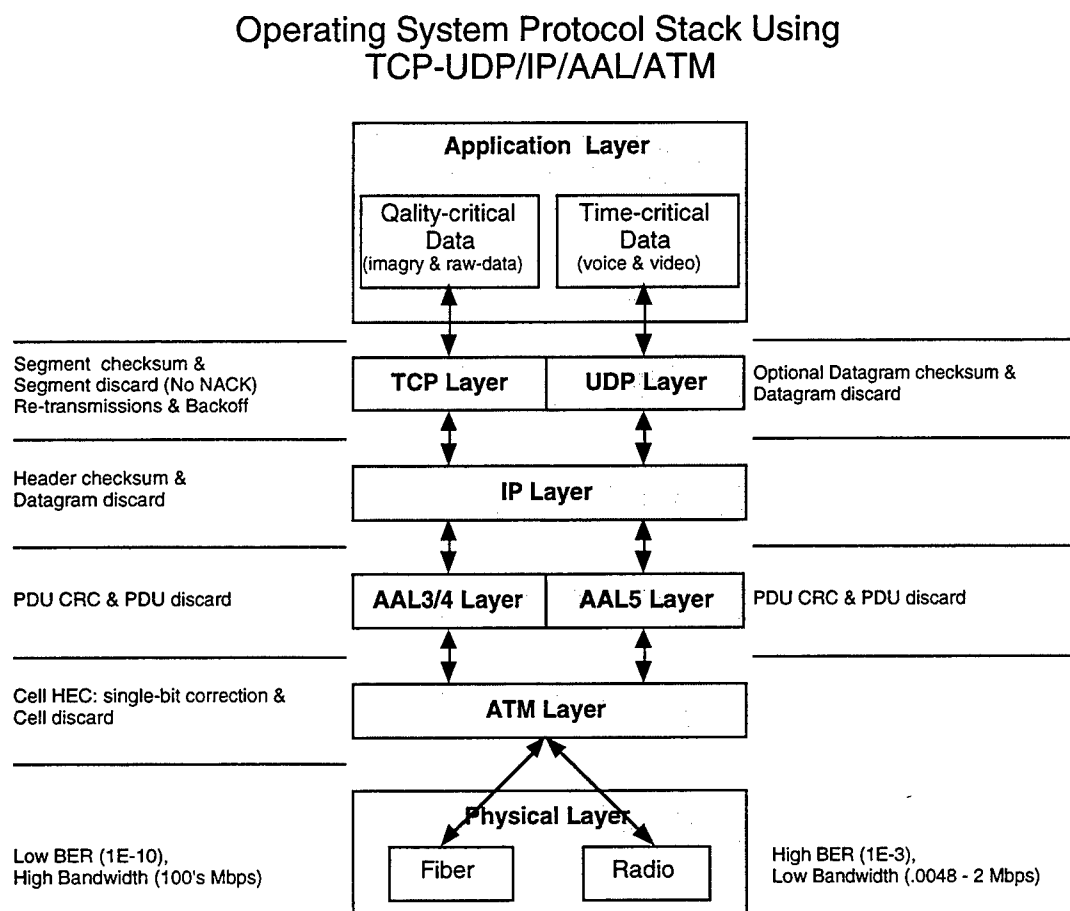 Operating System Protocol Stack Using
TCP-UDP/IP/AAL/ATM
Application Layer
Qality-critical
Data
(imagry & raw-data)
Time-critical
Data
(voice & video)
Segment checksum &
Segment discard (No NACK)
Re-transmissions & Backoff
TCP Layer
UDP Layer
Optional Datagram checksum &
Datagram discard
Header checksum &
Datagram discard
IP Layer
PDU CRC & PDU discard
AAL3/4 Layer
AAL5 Layer
PDU CRC & PDU discard
Cell HEC: single-bit correction &
Cell discard
ATM Layer
Physical Layer
Low BER (1E-10),
High Bandwidth (100's Mbps)
Fiber
Radio
High BER (1E-3),
Low Bandwidth (.0048 - 2 Mbps)